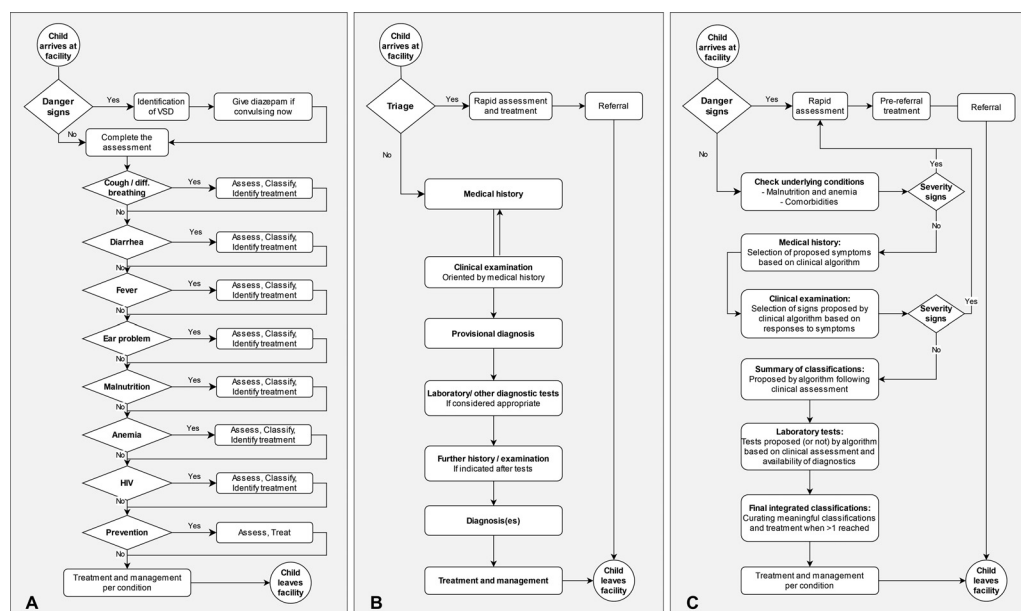 Child
arrives at
facility
Danger
signs
Yes
Identification
of VSD
Give diazepam if
convulsing now
No
Complete the
assessment
Cough / diff.
breathing
Yes
Assess, Classify,
Identify treatment
No
Diarrhea
Yes
Assess, Classify,
Identify treatment
No
Fever
Yes
Assess, Classify,
Identify treatment
No
Ear problem
Yes
Assess, Classify,
Identify treatment
No
Malnutrition
Yes
Assess, Classify,
Identify treatment
No
Anemia
Yes
Assess, Classify,
Identify treatment
No
HIV
Yes
Assess, Classify,
Identify treatment
No
Prevention
Yes
Assess, Treat
No
Treatment and management
per condition
Child
leaves
facility
A
Child
arrives at
facility
Triage
Yes
Rapid assessment
and treatment
Referral
No
Medical history
Clinical examination
Oriented by medical history
Provisional diagnosis
Laboratory/ other diagnostic tests
If considered appropriate
Further history / examination
If indicated after tests
Diagnosis(es)
Treatment and management
Child
leaves
facility
B
Child
arrives at
facility
Danger
signs
Yes
Rapid
assessment
Pre-referral
treatment
Referral
Yes
No
Check underlying conditions
- Malnutrition and anemia
- Comorbidities
Severity
signs
No
Medical history:
Selection of proposed symptoms
based on clinical algorithm
Yes
Clinical examination:
Selection of signs proposed by
clinical algorithm based on
responses to symptoms
Severity
signs
No
Summary of classifications:
Proposed by algorithm following
clinical assessment
Laboratory tests:
Tests proposed (or not) by algorithm
based on clinical assessment and
availability of diagnostics
Final integrated classifications:
Curating meaningful classifications
and treatment when >1 reached
Treatment and management
per condition
Child
leaves
facility
C